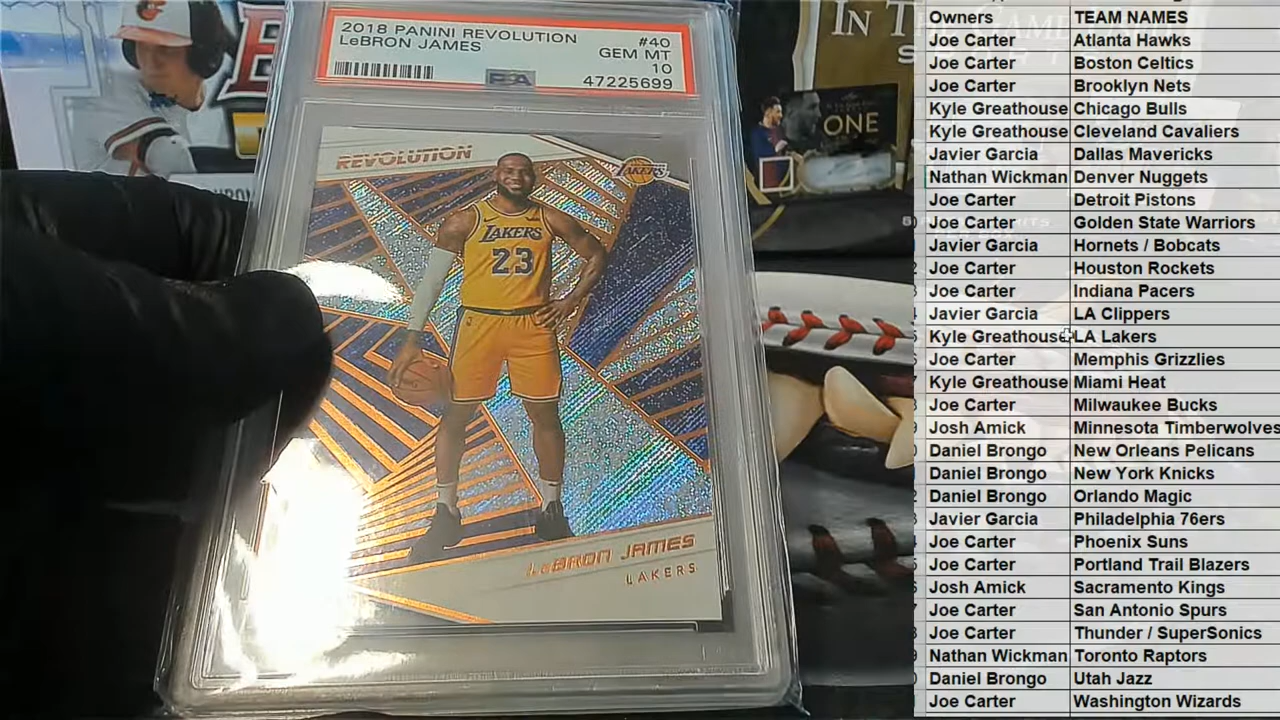 2018 PANINI REVOLUTION #40
LeBRON JAMES GEM MT
10
PSA 47225699
REVOLUTION
LAKERS
LAKERS
23
LeBRON JAMES
LAKERS
IN THE GAME
ONE
Owners TEAM NAMES
Joe Carter Atlanta Hawks
Joe Carter Boston Celtics
Joe Carter Brooklyn Nets
Kyle Greathouse Chicago Bulls
Kyle Greathouse Cleveland Cavaliers
Javier Garcia Dallas Mavericks
Nathan Wickman Denver Nuggets
Joe Carter Detroit Pistons
Joe Carter Golden State Warriors
Javier Garcia Hornets / Bobcats
Joe Carter Houston Rockets
Joe Carter Indiana Pacers
Javier Garcia LA Clippers
Kyle Greathouse LA Lakers
Joe Carter Memphis Grizzlies
Kyle Greathouse Miami Heat
Joe Carter Milwaukee Bucks
Josh Amick Minnesota Timberwolves
Daniel Brongo New Orleans Pelicans
Daniel Brongo New York Knicks
Daniel Brongo Orlando Magic
Javier Garcia Philadelphia 76ers
Joe Carter Phoenix Suns
Joe Carter Portland Trail Blazers
Josh Amick Sacramento Kings
Joe Carter San Antonio Spurs
Joe Carter Thunder / SuperSonics
Nathan Wickman Toronto Raptors
Daniel Brongo Utah Jazz
Joe Carter Washington Wizards